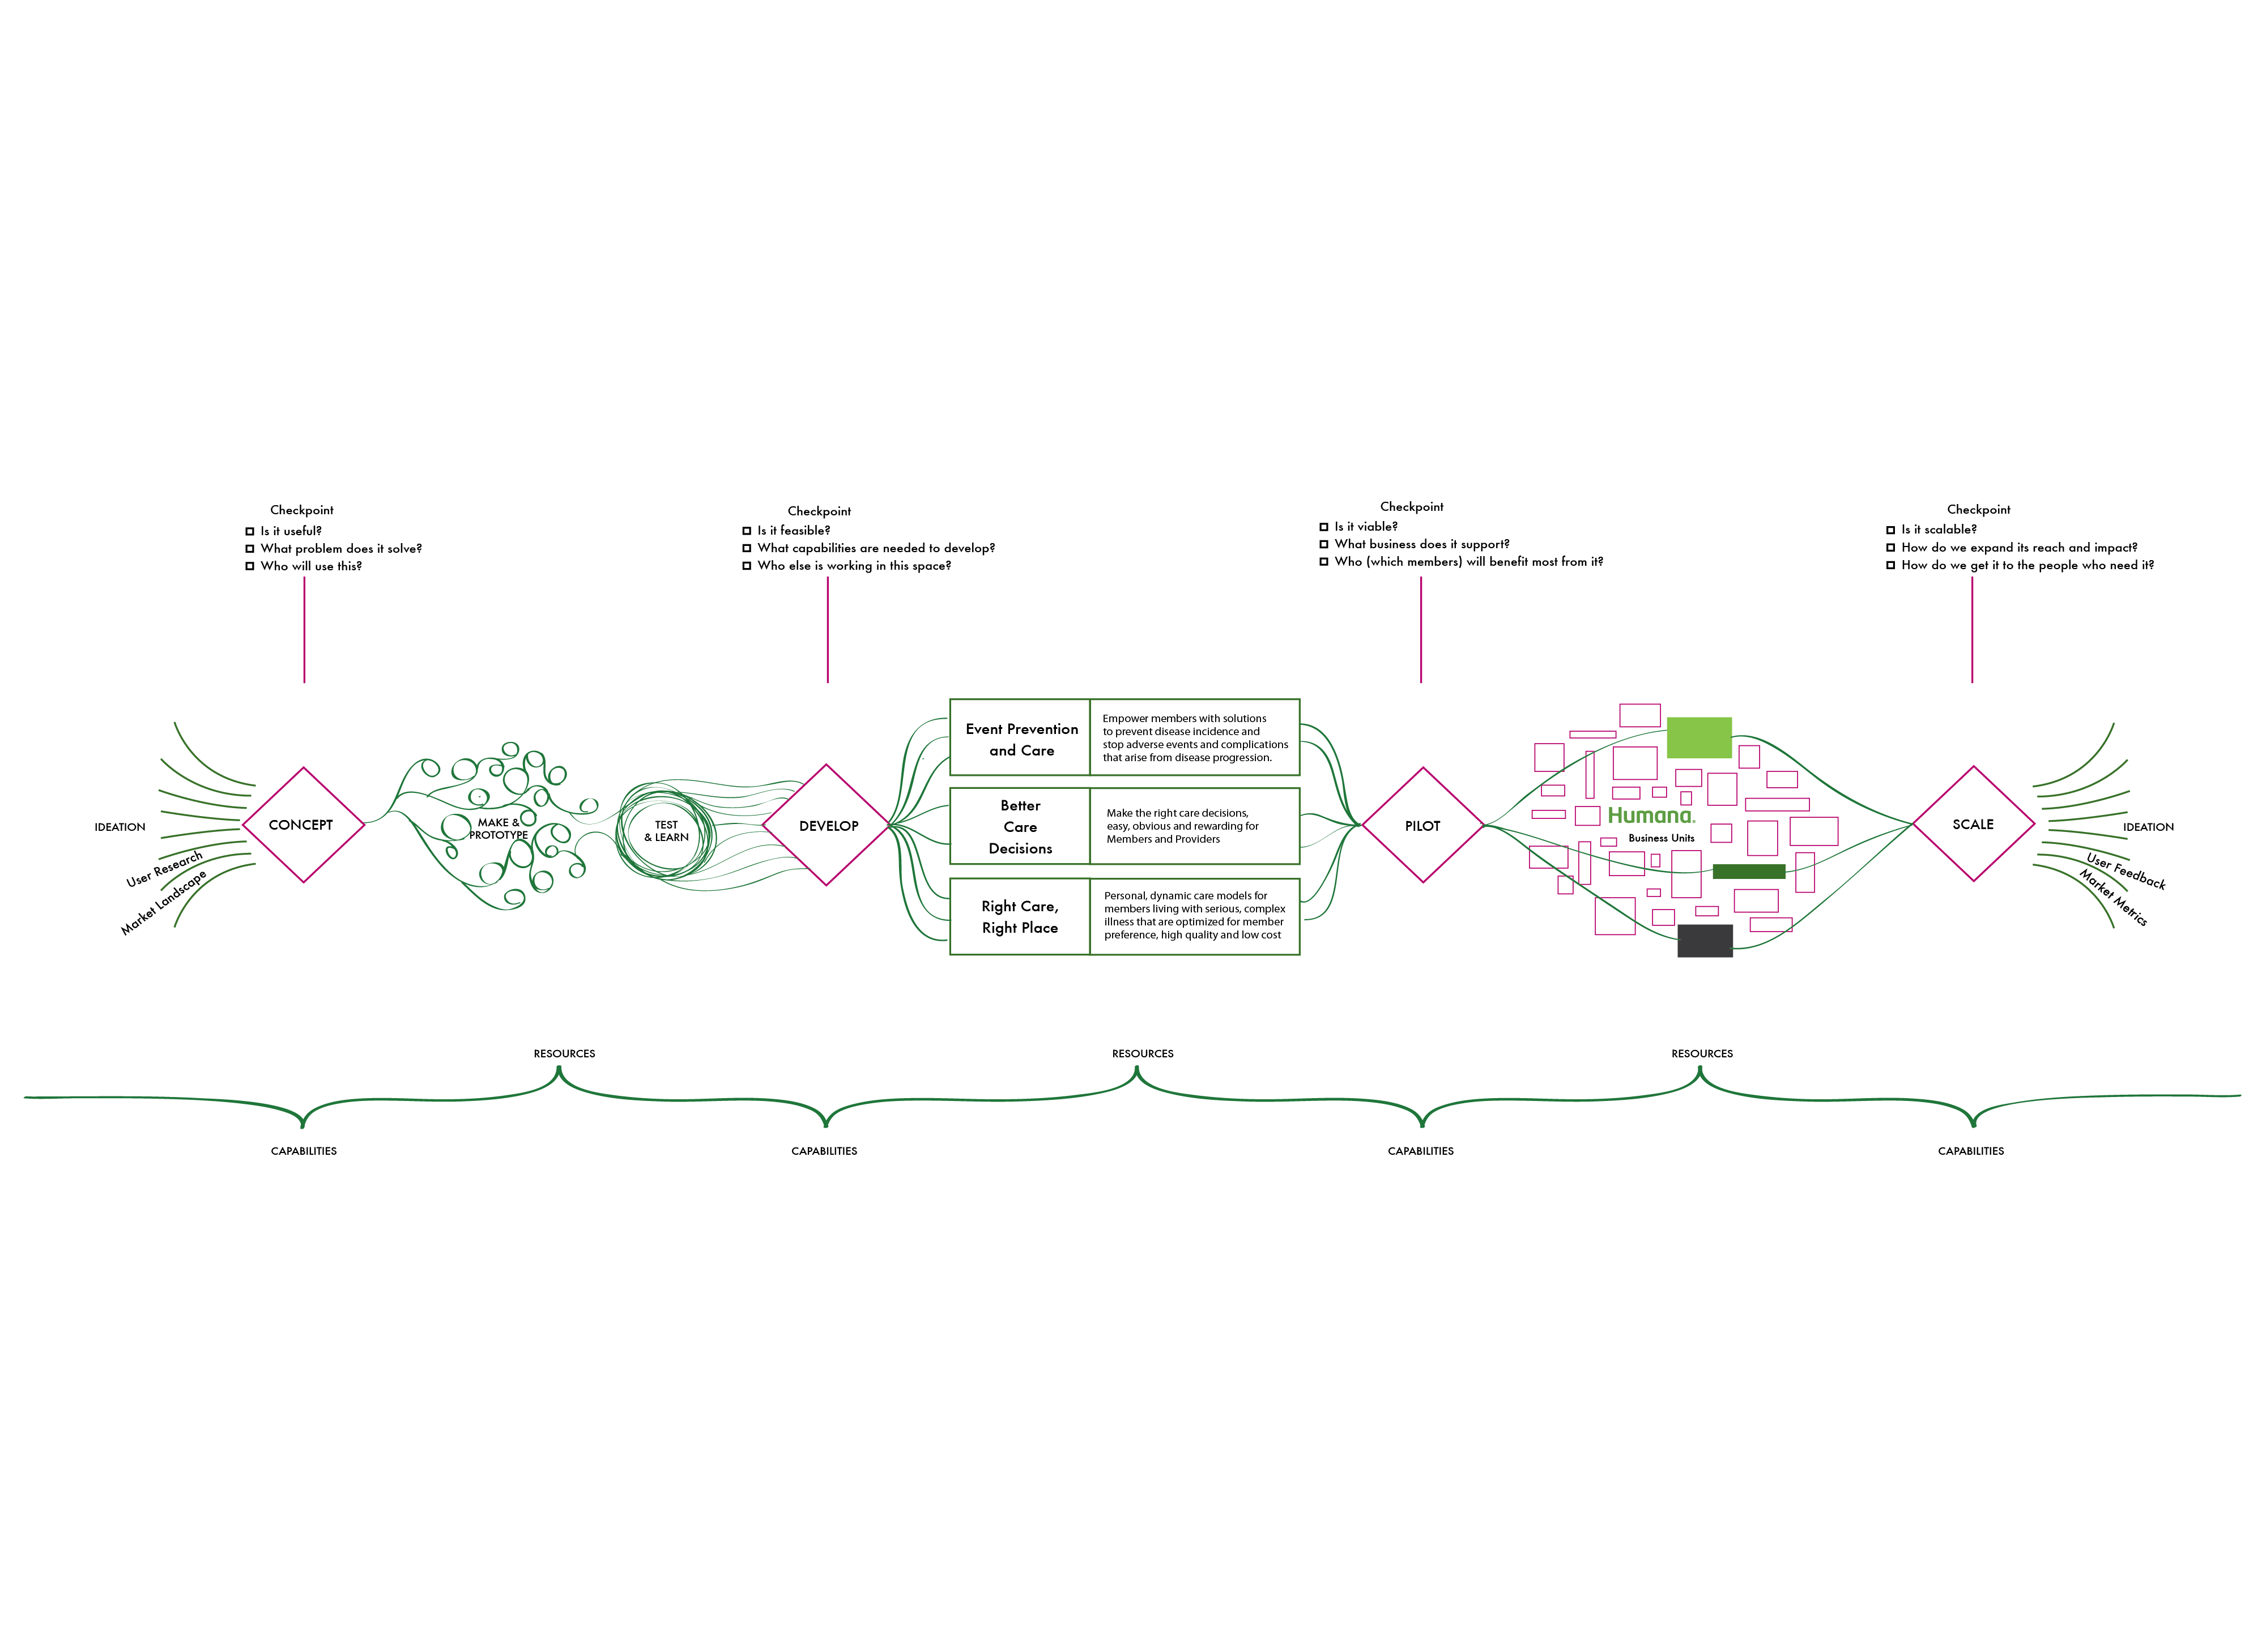 Checkpoint
Is it useful?
What problem does it solve?
Who will use this?
Checkpoint
Is it feasible?
What capabilities are needed to develop?
Who else is working in this space?
Checkpoint
Is it viable?
What business does it support?
Who (which members) will benefit most from it?
Checkpoint
Is it scalable?
How do we expand its reach and impact?
How do we get it to the people who need it?
IDEATION
User Research
Market Landscape
CONCEPT
MAKE &
PROTOTYPE
TEST
& LEARN
DEVELOP
Event Prevention
and Care
Empower members with solutions
to prevent disease incidence and
stop adverse events and complications
that arise from disease progression.
Better
Care
Decisions
Make the right care decisions,
easy, obvious and rewarding for
Members and Providers
Right Care,
Right Place
Personal, dynamic care models for
members living with serious, complex
illness that are optimized for member
preference, high quality and low cost
PILOT
Humana.
Business Units
SCALE
IDEATION
User Feedback
Market Metrics
RESOURCES
RESOURCES
RESOURCES
CAPABILITIES
CAPABILITIES
CAPABILITIES
CAPABILITIES